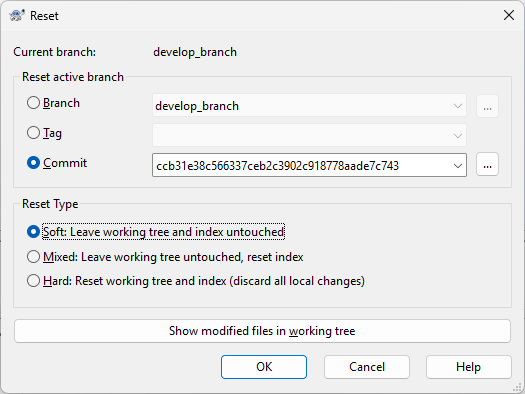 Reset
Current branch: develop_branch
Reset active branch
Branch develop_branch ...
Tag
Commit ccb31e38c566337ceb2c3902c918778aade7c743 ...
Reset Type
Soft: Leave working tree and index untouched
Mixed: Leave working tree untouched, reset index
Hard: Reset working tree and index (discard all local changes)
Show modified files in working tree
OK Cancel Help